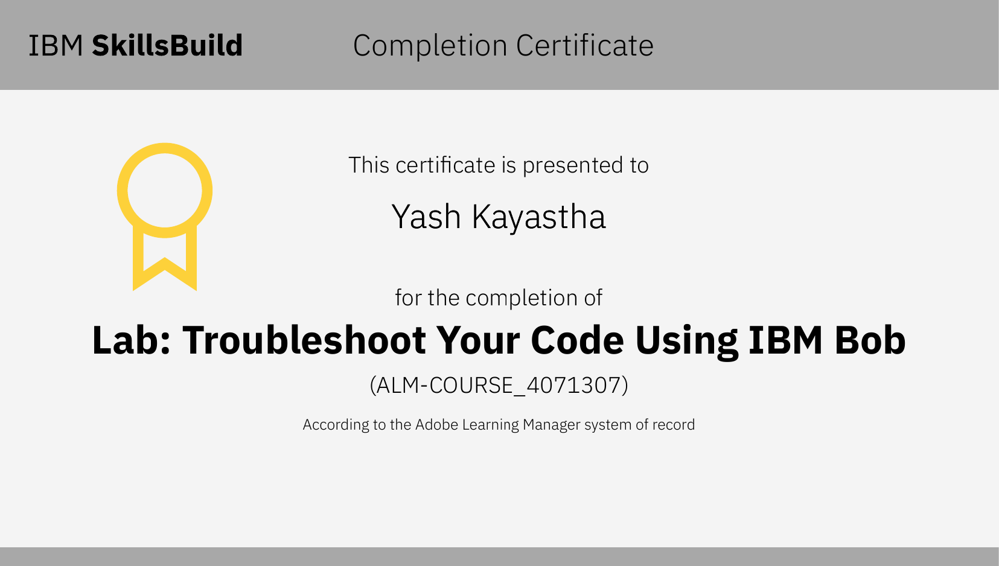 IBM SkillsBuild
Completion Certificate
This certificate is presented to
Yash Kayastha
for the completion of
Lab: Troubleshoot Your Code Using IBM Bob
(ALM-COURSE_4071307)
According to the Adobe Learning Manager system of record